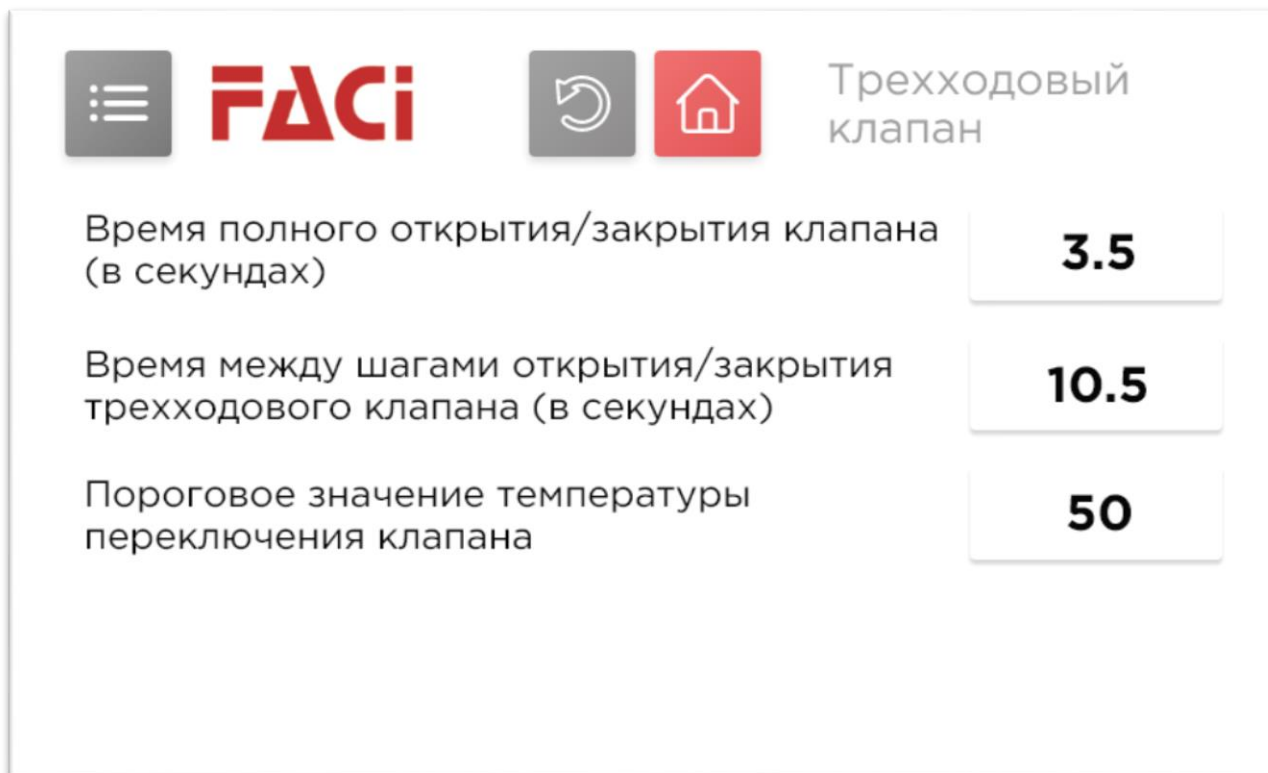 FACi
Трехходовый
клапан
Время полного открытия/закрытия клапана
(в секундах)
3.5
Время между шагами открытия/закрытия
трехходового клапана (в секундах)
10.5
Пороговое значение температуры
переключения клапана
50